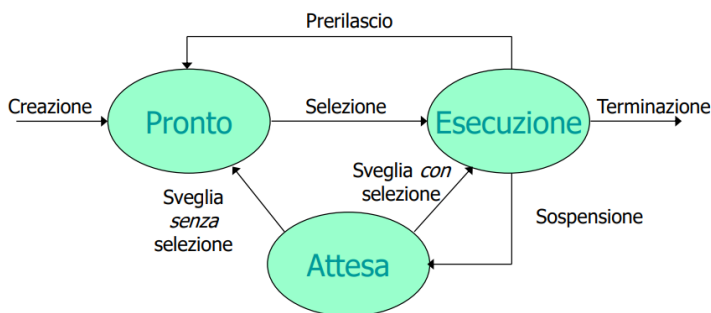 Prerilascio
Creazione
Pronto
Selezione
Esecuzione
Terminazione
Sveglia con
selezione
Sveglia
senza
selezione
Sospensione
Attesa